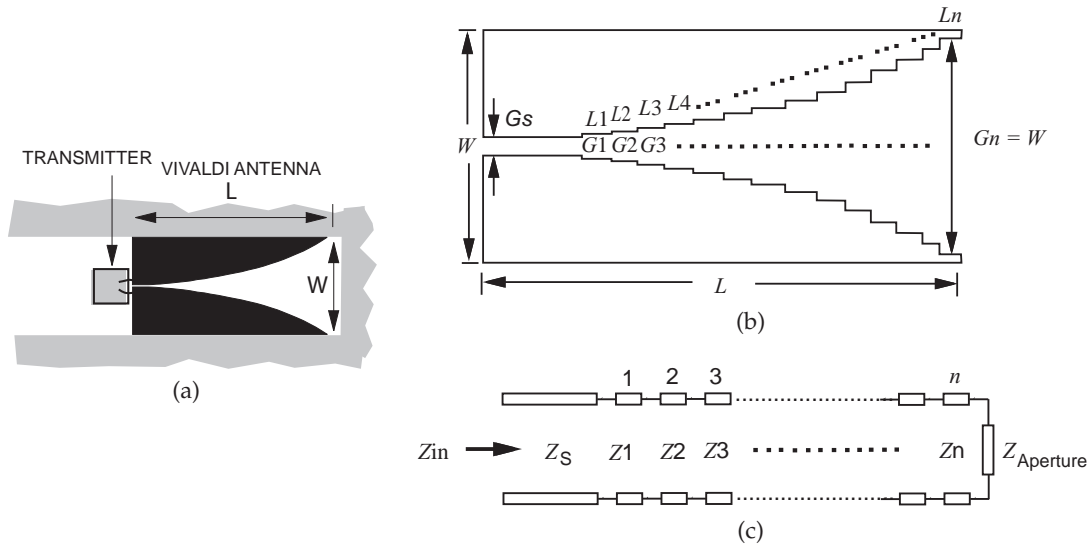 TRANSMITTER
VIVALDI ANTENNA
L
W
(a)
Ln
L1 L2 L3 L4
Gs
W
G1 G2 G3
Gn = W
L
(b)
1 2 3 n
Zin ZS Z1 Z2 Z3 Zn ZAperture
(c)